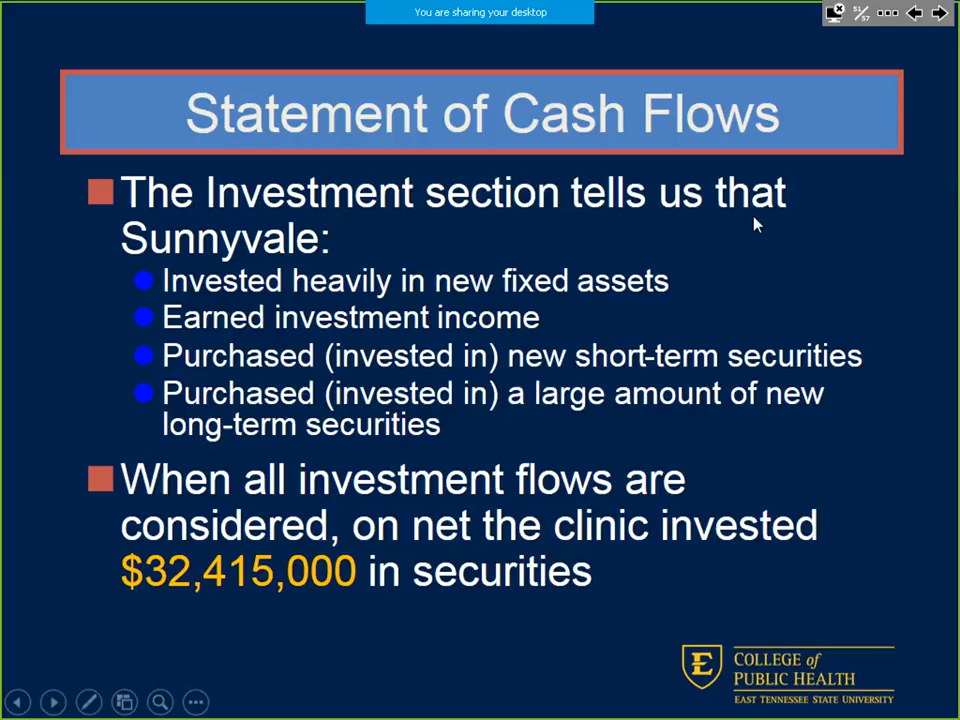 You are sharing your desktop
51/57
Statement of Cash Flows
The Investment section tells us that
Sunnyvale:
Invested heavily in new fixed assets
Earned investment income
Purchased (invested in) new short-term securities
Purchased (invested in) a large amount of new
long-term securities
When all investment flows are
considered, on net the clinic invested
$32,415,000 in securities
E
COLLEGE of
PUBLIC HEALTH
EAST TENNESSEE STATE UNIVERSITY